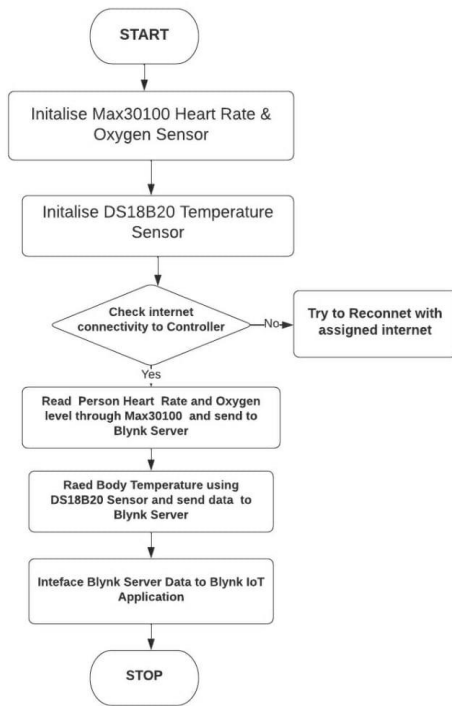 START
Initalise Max30100 Heart Rate &
Oxygen Sensor
Initalise DS18B20 Temperature
Sensor
Check internet
connectivity to Controller
No
Try to Reconnet with
assigned internet
Yes
Read Person Heart Rate and Oxygen
level through Max30100 and send to
Blynk Server
Raed Body Temperature using
DS18B20 Sensor and send data to
Blynk Server
Inteface Blynk Server Data to Blynk IoT
Application
STOP